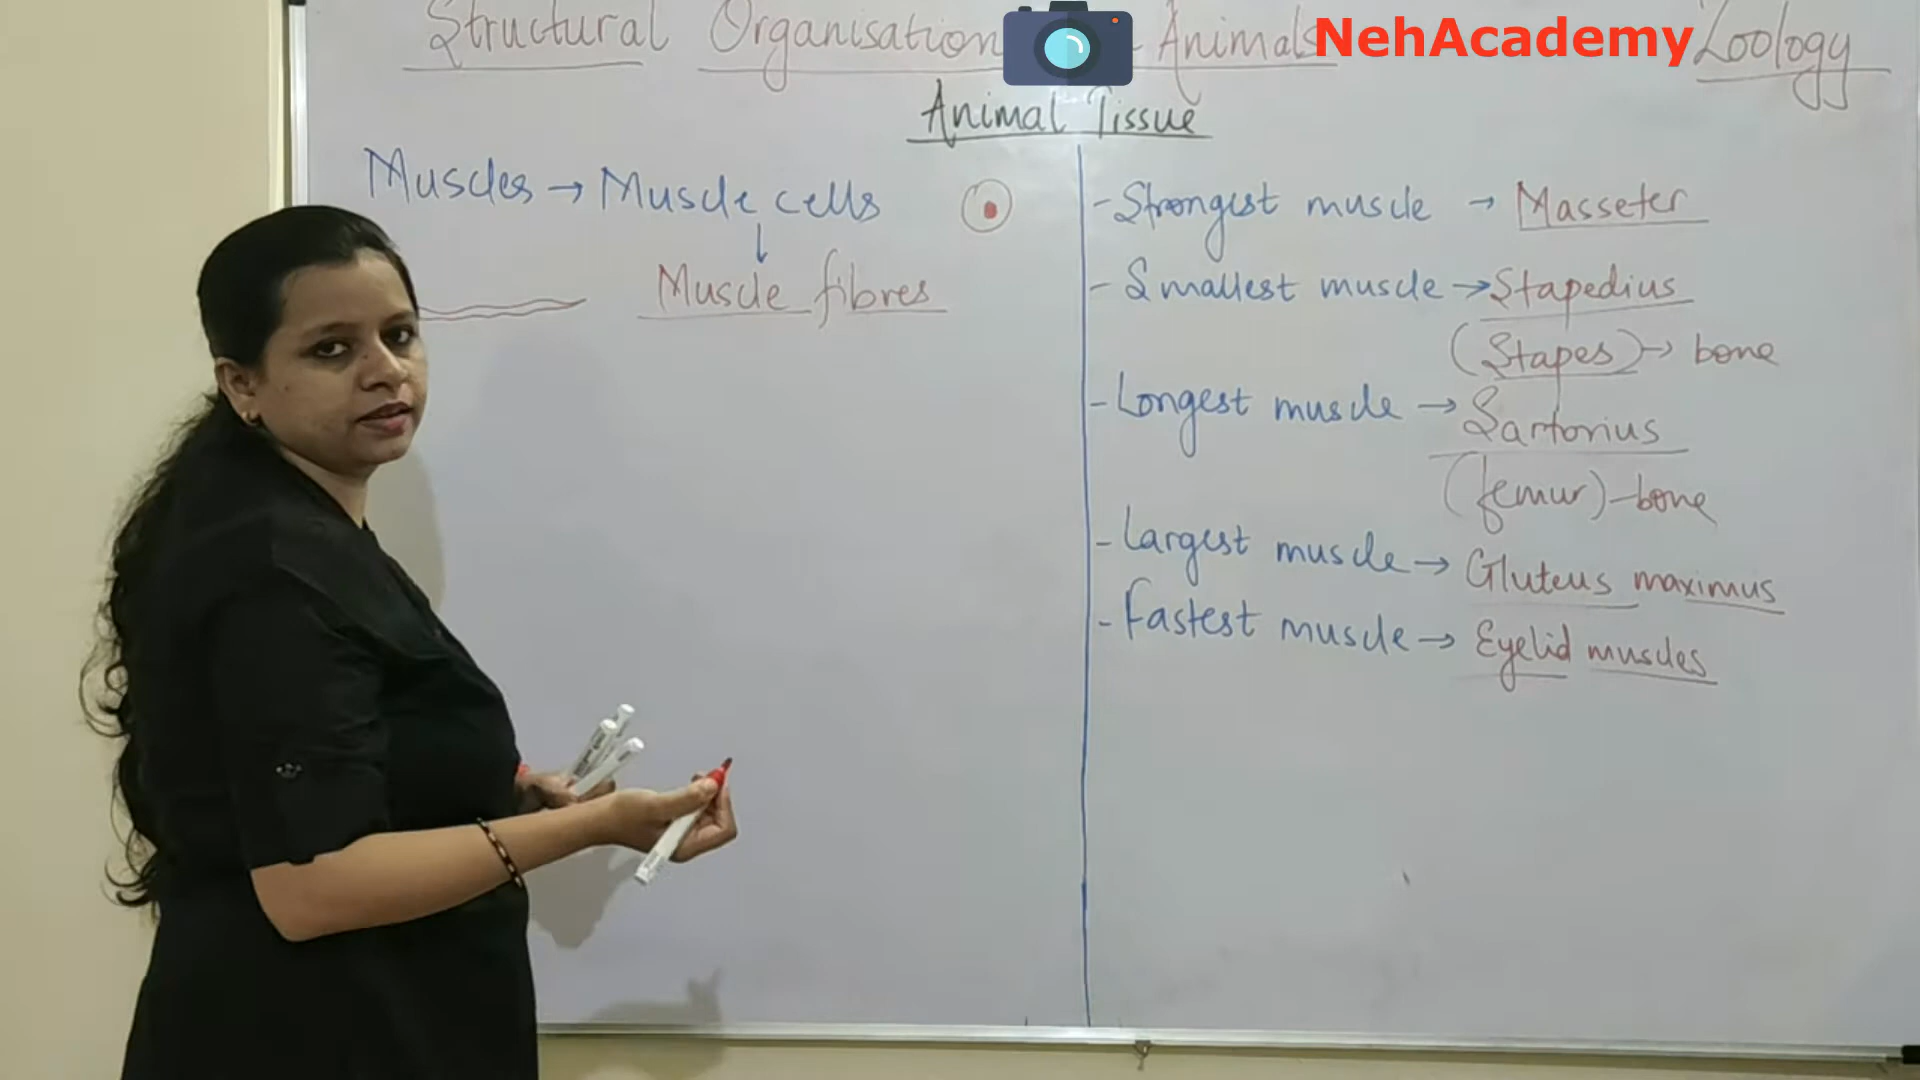 Structural Organisation Animals Zoology
NehAcademy
Animal Tissue
Muscles → Muscle cells
↓
Muscle fibres
- Strongest muscle → Masseter
- Smallest muscle → Stapedius
(Stapes) → bone
- Longest muscle → Sartorius
(femur) - bone
- Largest muscle → Gluteus maximus
- Fastest muscle → Eyelid muscles